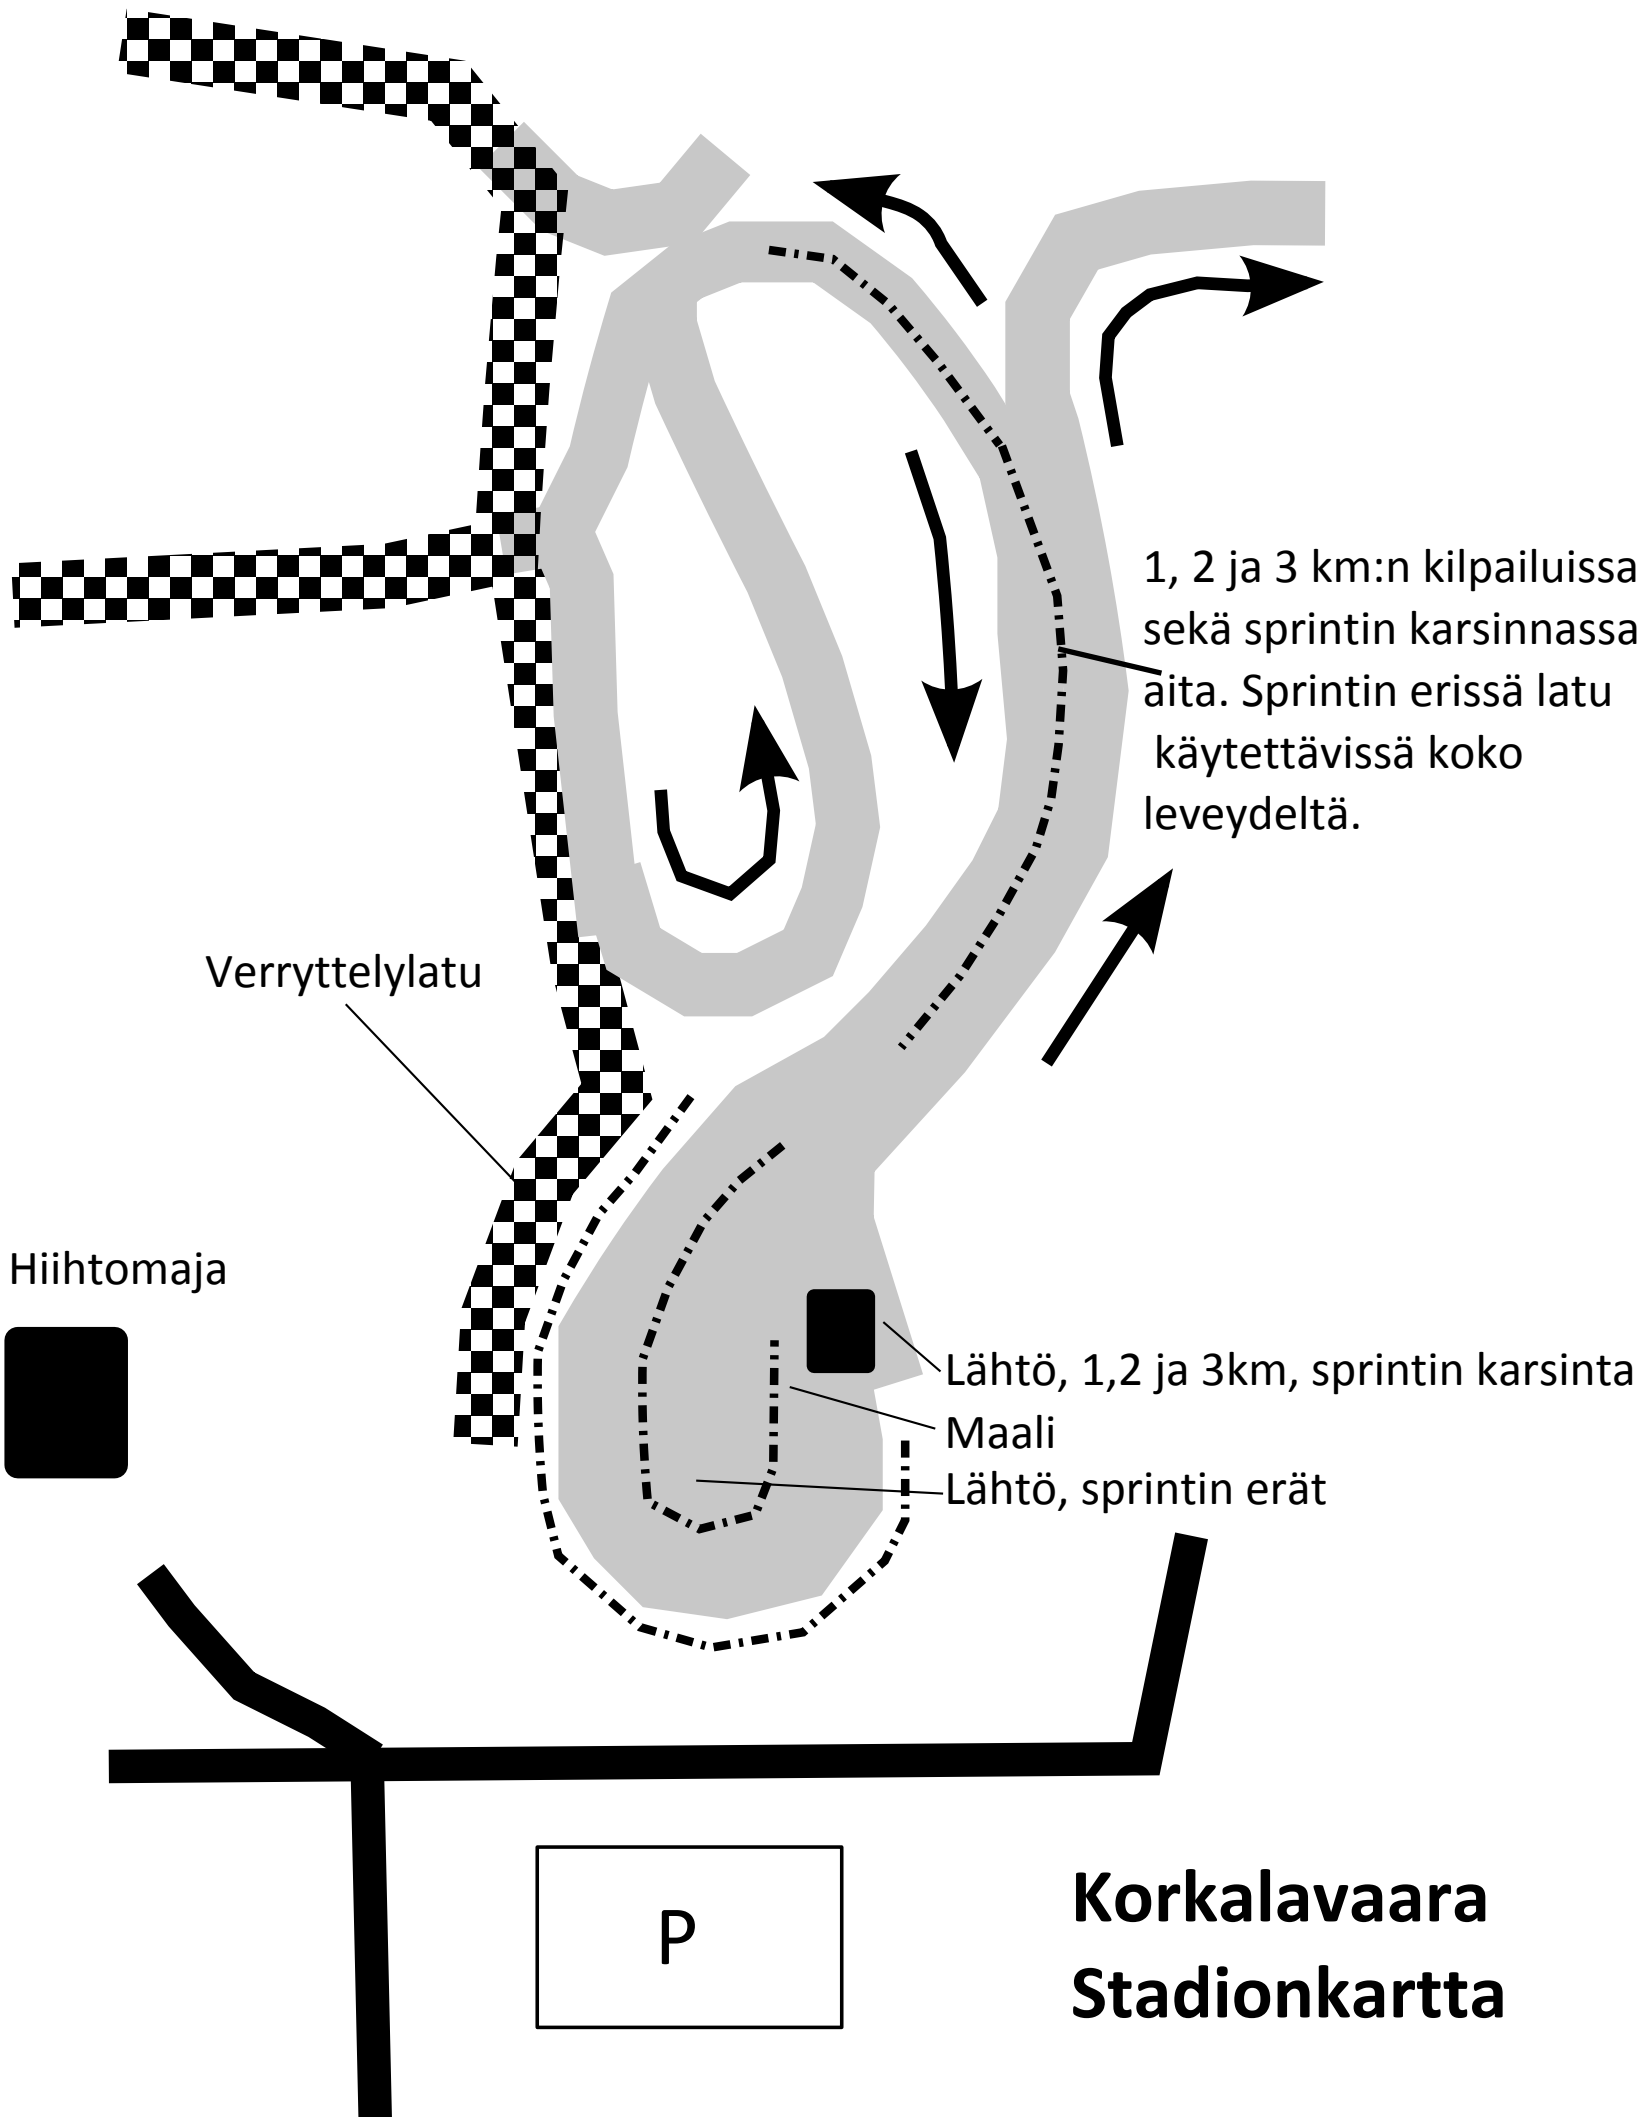 1, 2 ja 3 km:n kilpailuissa
sekä sprintin karsinnassa
aita. Sprintin erissä latu
käytettävissä koko
leveydeltä.
Verryttelylatu
Hiihtomaja
Lähtö, 1,2 ja 3km, sprintin karsinta
Maali
Lähtö, sprintin erät
P
Korkalavaara
Stadionkartta